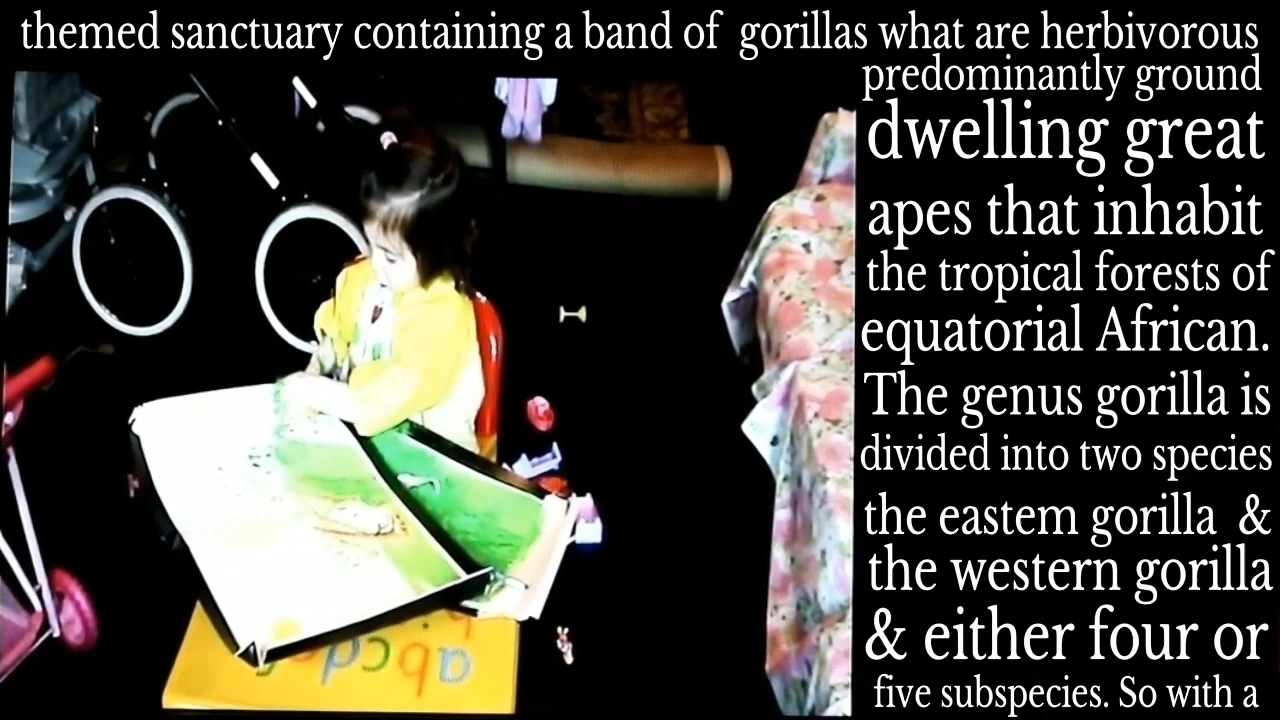 themed sanctuary containing a band of gorillas what are herbivorous
predominantly ground
dwelling great
apes that inhabit
the tropical forests of
equatorial African.
The genus gorilla is
divided into two species
the eastem gorilla &
the western gorilla
& either four or
five subspecies. So with a
abcd